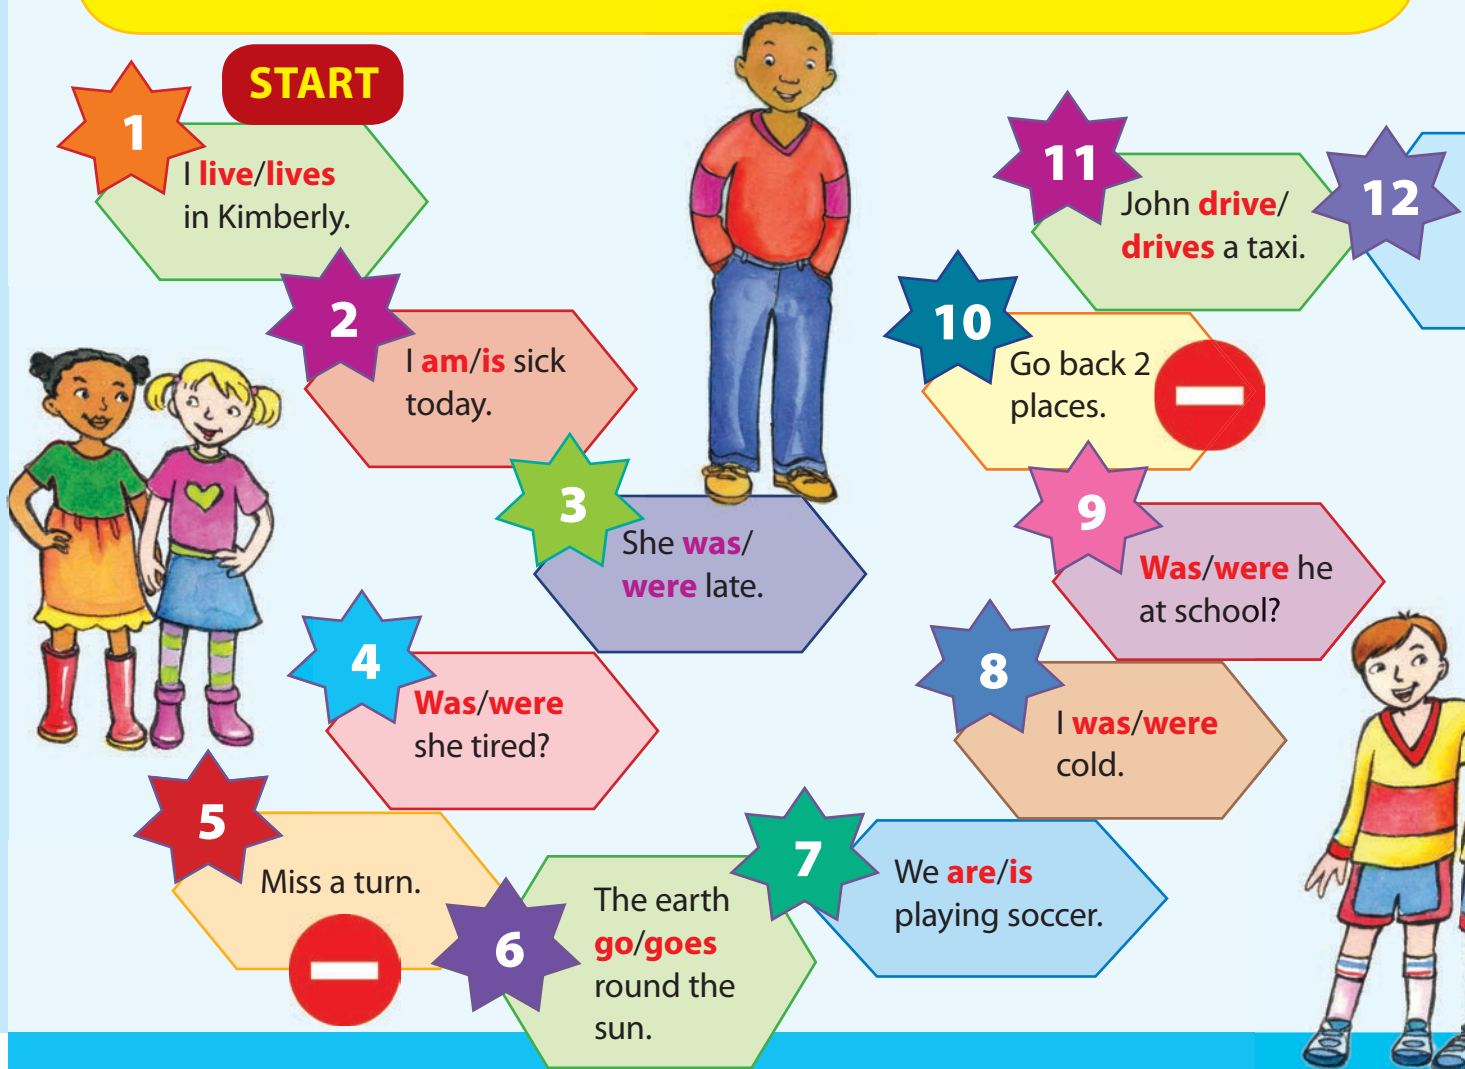 START
1
I live/lives
in Kimberly.
2
I am/is sick
today.
3
She was/
were late.
4
Was/were
she tired?
5
Miss a turn.
6
The earth
go/goes
round the
sun.
7
We are/is
playing soccer.
8
I was/were
cold.
9
Was/were he
at school?
10
Go back 2
places.
11
John drive/
drives a taxi.
12